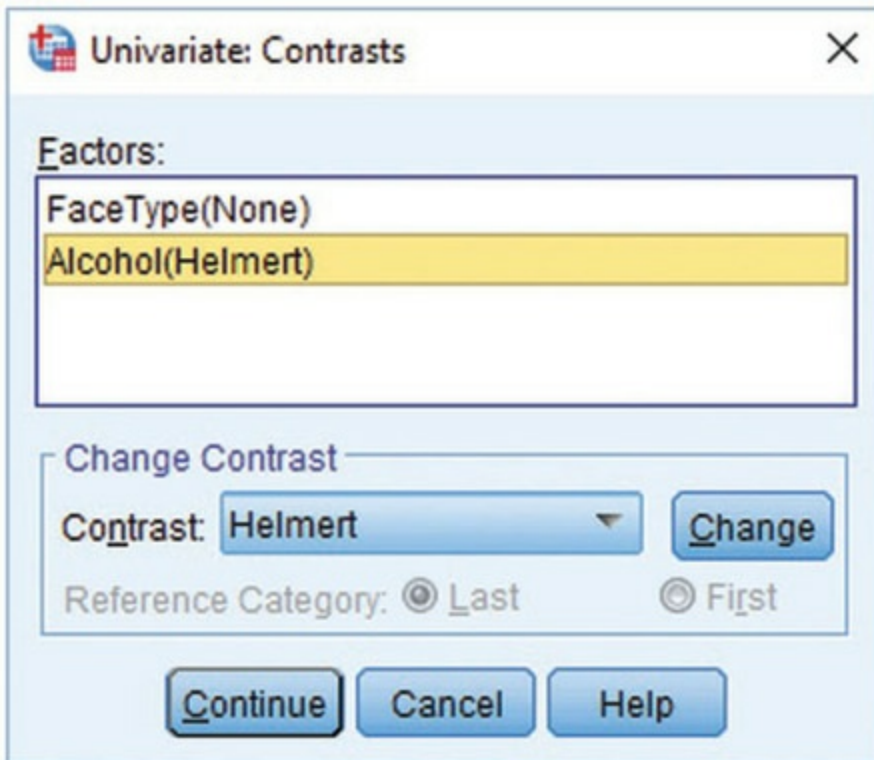 Univariate: Contrasts
Factors:
FaceType(None)
Alcohol(Helmert)
Change Contrast
Contrast: Helmert Change
Reference Category: Last First
Continue Cancel Help